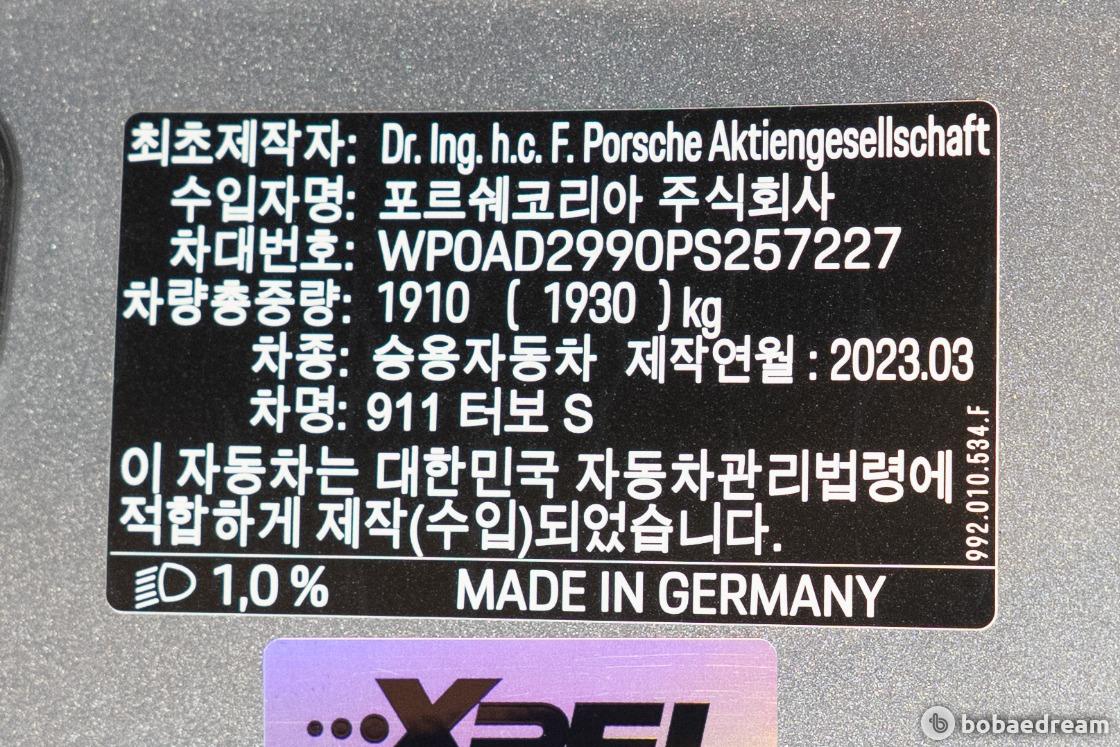 최초제작자: Dr. Ing. h.c. F. Porsche Aktiengesellschaft
수입자명: 포르쉐코리아 주식회사
차대번호: WP0AD2990PS257227
차량총중량: 1910 ( 1930 ) kg
차종: 승용자동차 제작연월 : 2023.03
차명: 911 터보 S
이 자동차는 대한민국 자동차관리법령에
적합하게 제작(수입)되었습니다.
992.010.534.F
1,0 % MADE IN GERMANY
XPEL
bobaedream